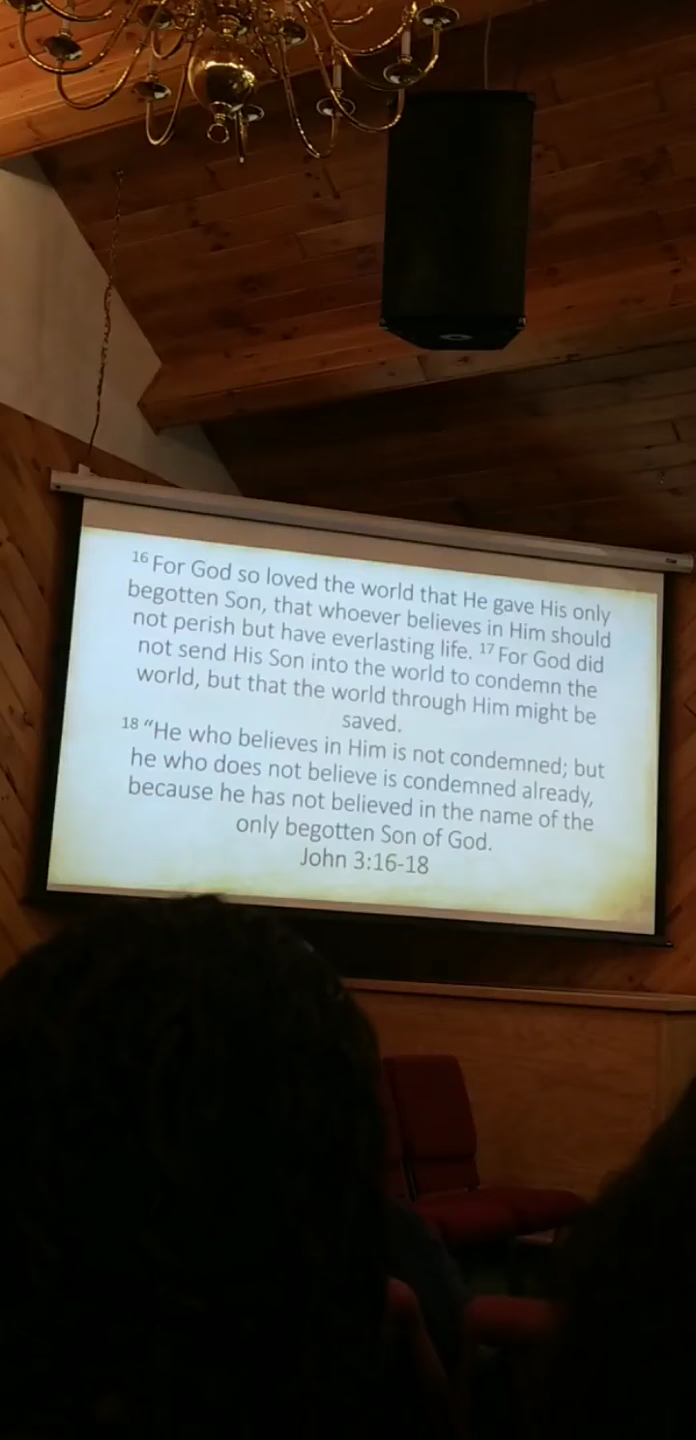 16 For God so loved the world that He gave His only
begotten Son, that whoever believes in Him should
not perish but have everlasting life. 17 For God did
not send His Son into the world to condemn the
world, but that the world through Him might be
saved.
18 “He who believes in Him is not condemned; but
he who does not believe is condemned already,
because he has not believed in the name of the
only begotten Son of God.
John 3:16-18